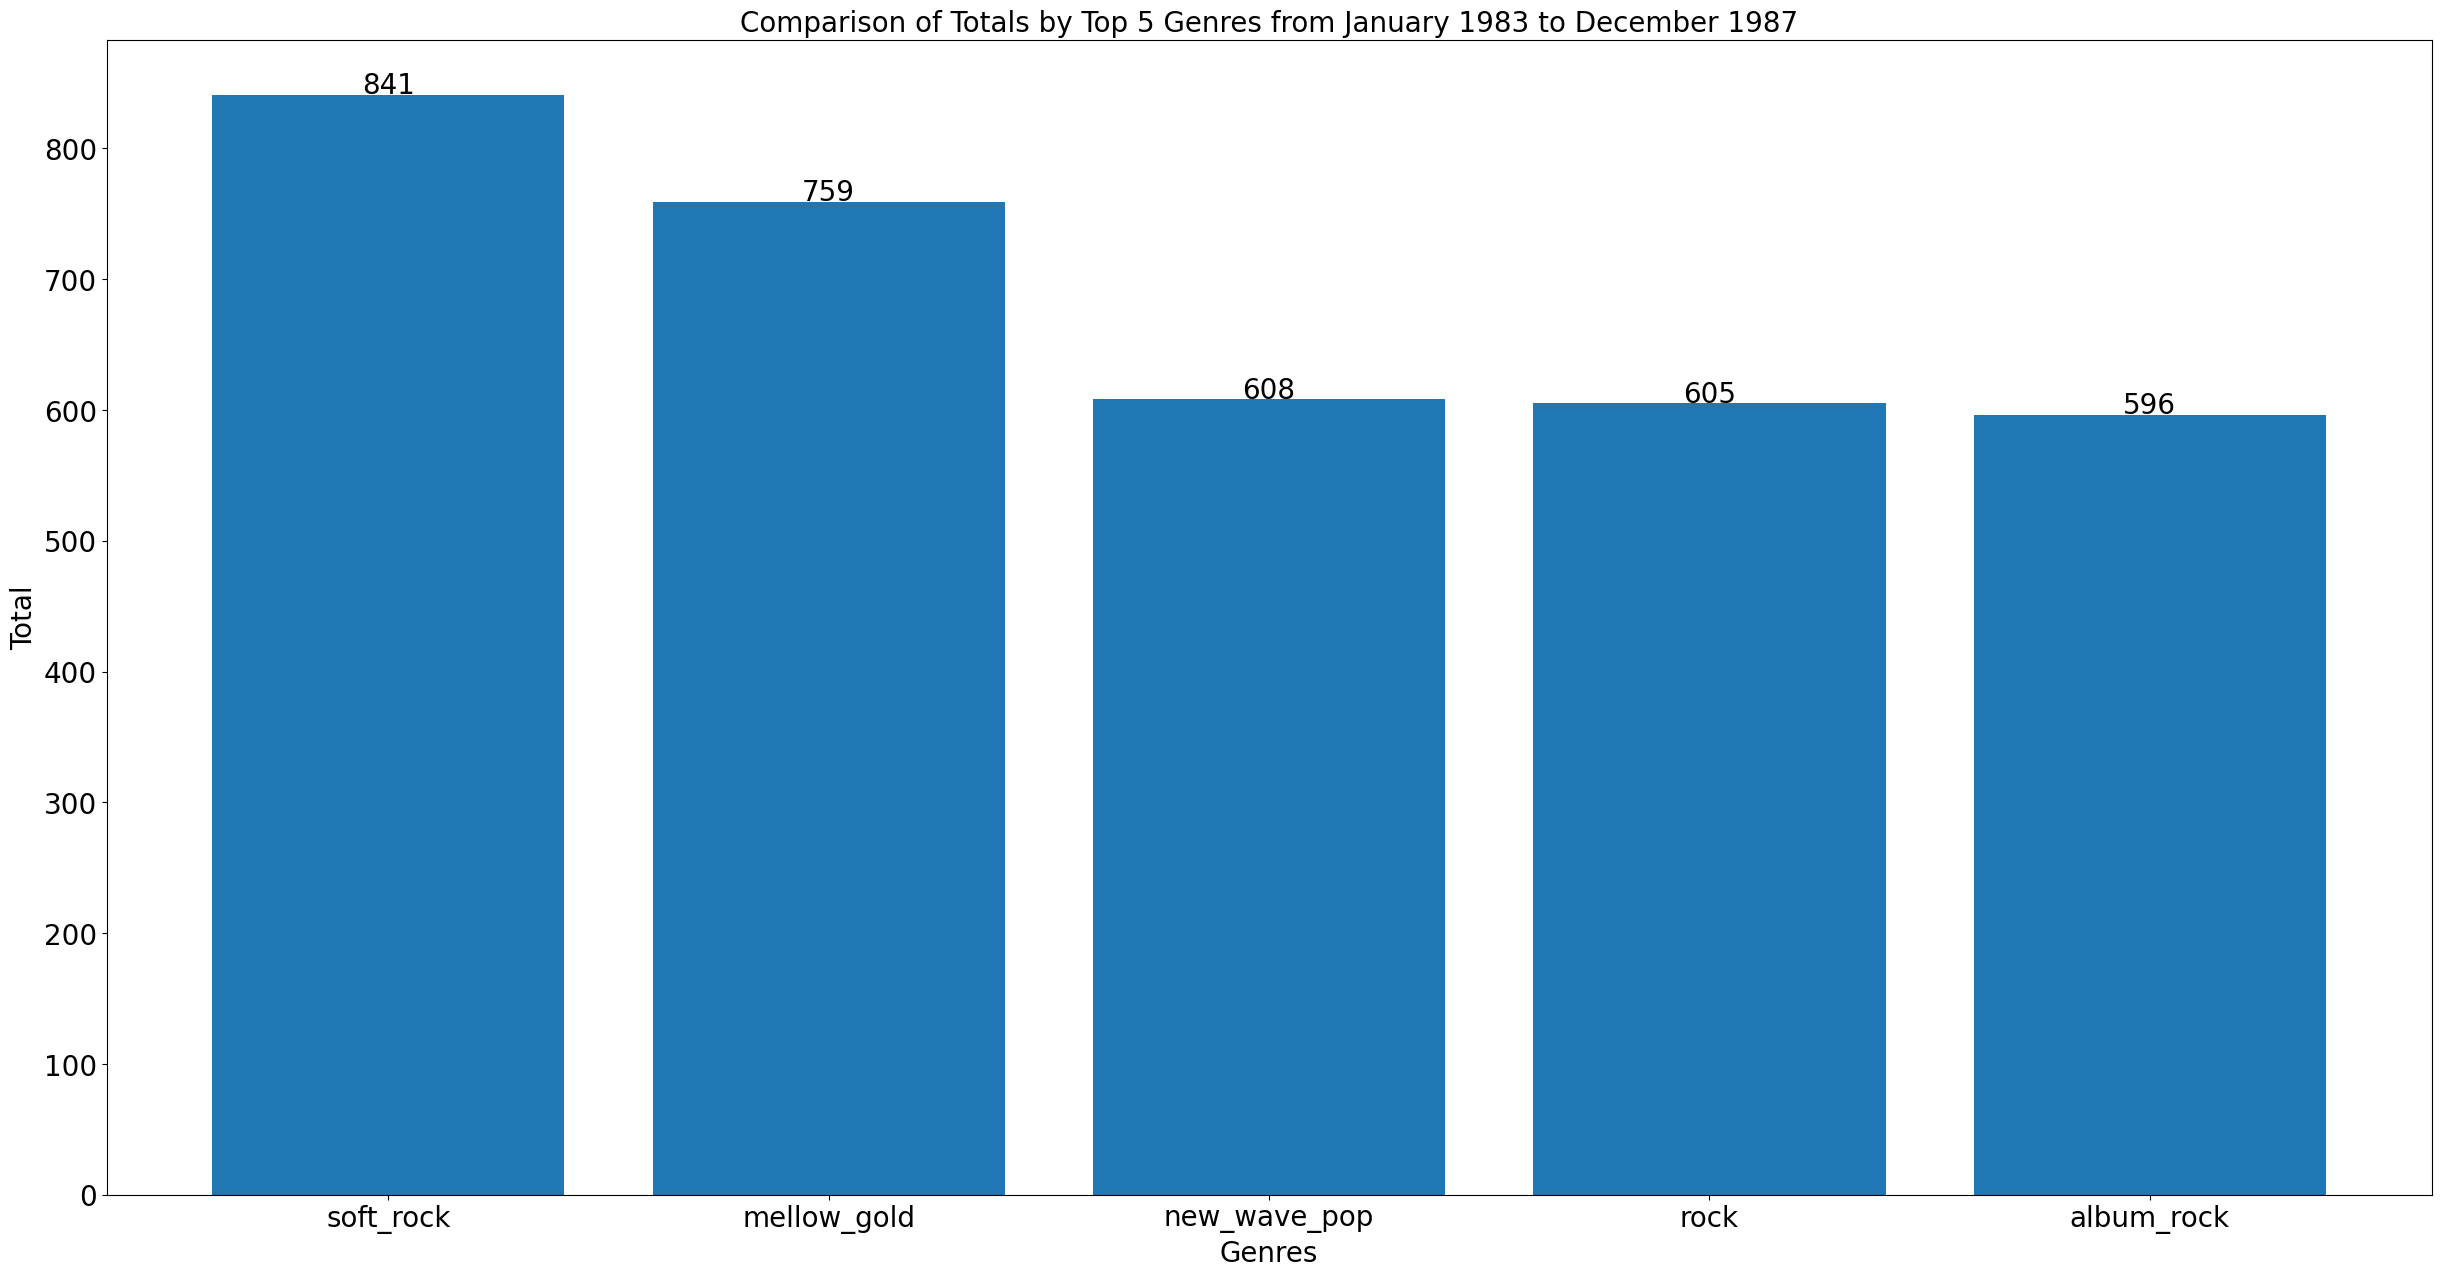 Comparison of Totals by Top 5 Genres from January 1983 to December 1987
841
759
608
605
596
800
700
600
500
400
300
200
100
0
Total
soft_rock
mellow_gold
new_wave_pop
rock
album_rock
Genres